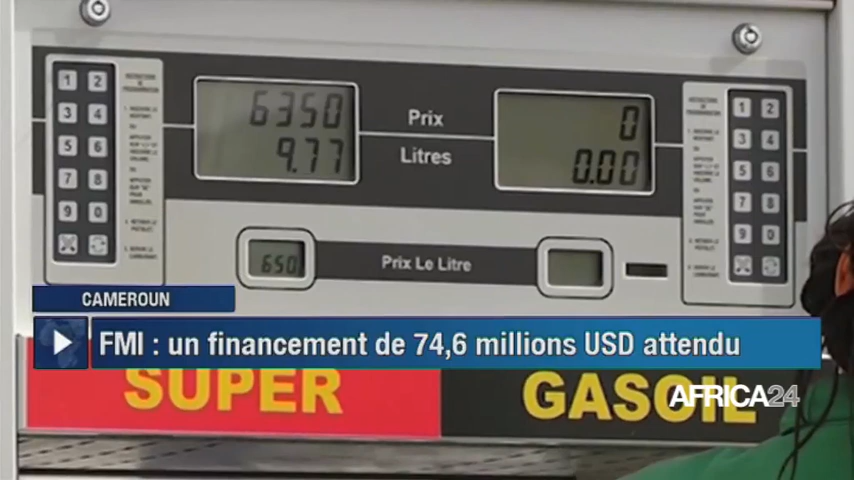 1 2
3 4
5 6
7 8
9 0
6350
9.77
Prix
Litres
0
0.00
1 2
3 4
5 6
7 8
9 0
650
Prix Le Litre
CAMEROUN
FMI : un financement de 74,6 millions USD attendu
SUPER
GASOIL
AFRICA24